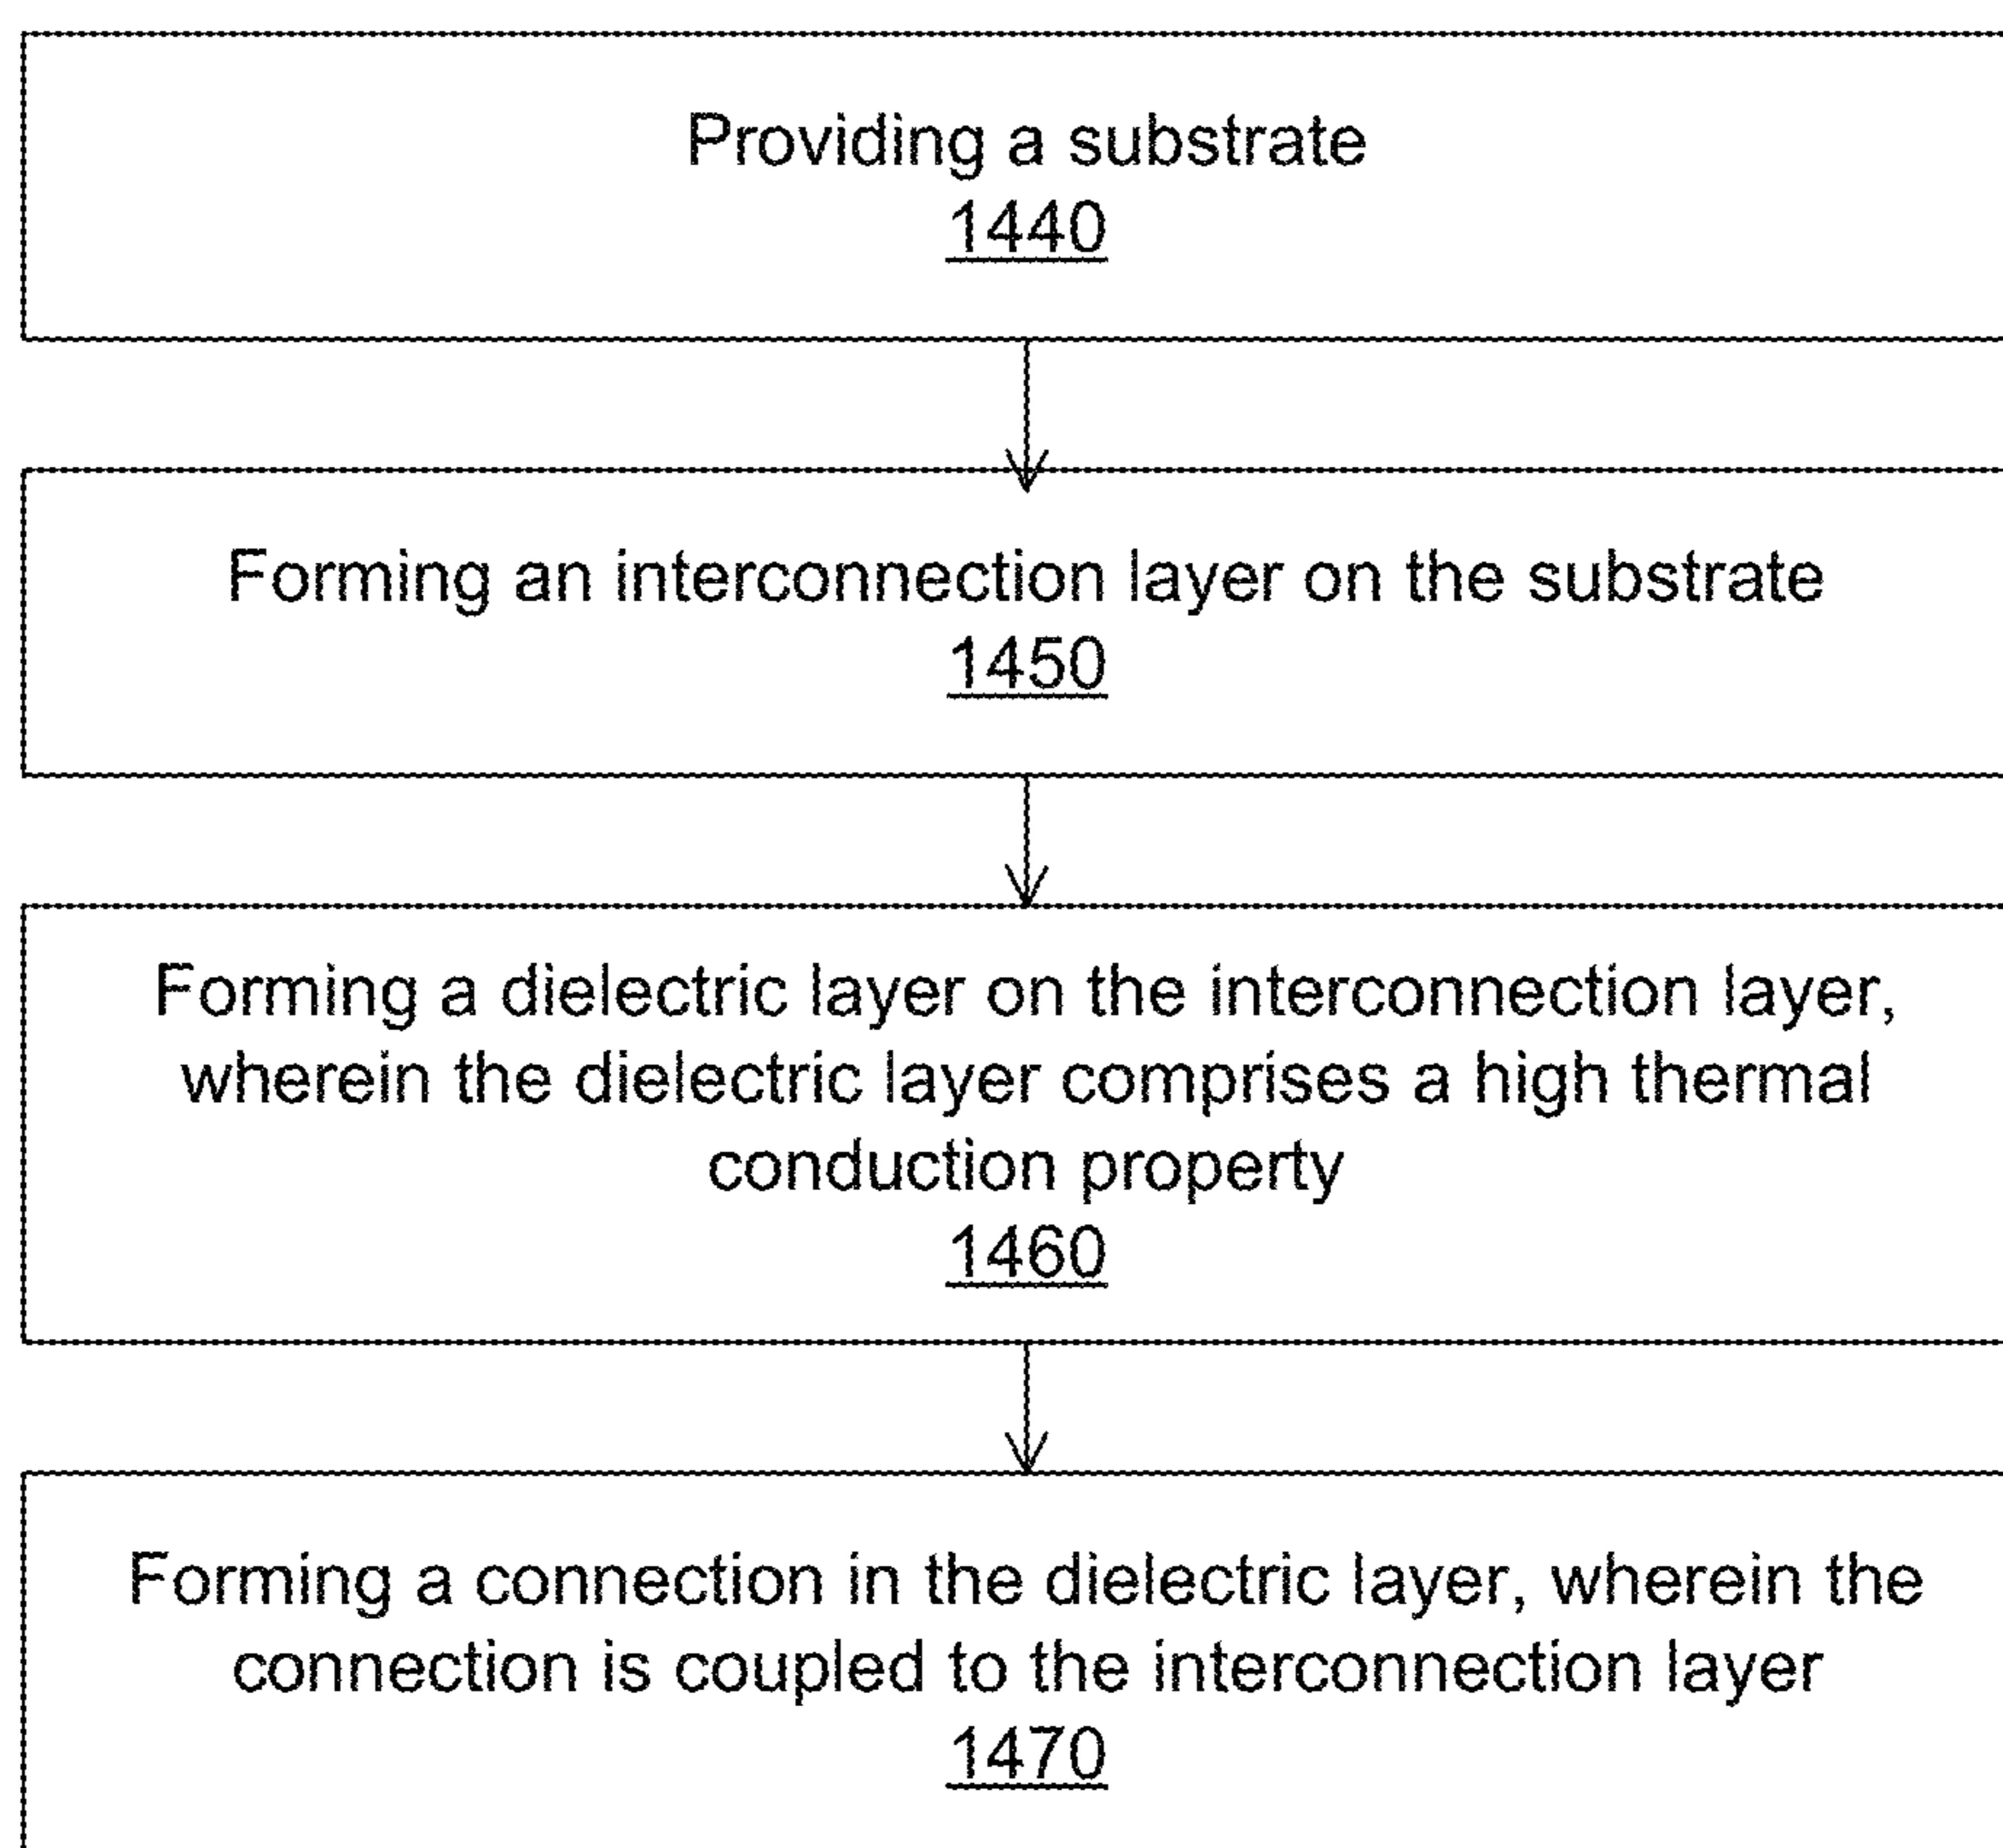 Providing a substrate
1440
Forming an interconnection layer on the substrate
1450
Forming a dielectric layer on the interconnection layer,
wherein the dielectric layer comprises a high thermal
conduction property
1460
Forming a connection in the dielectric layer, wherein the
connection is coupled to the interconnection layer
1470